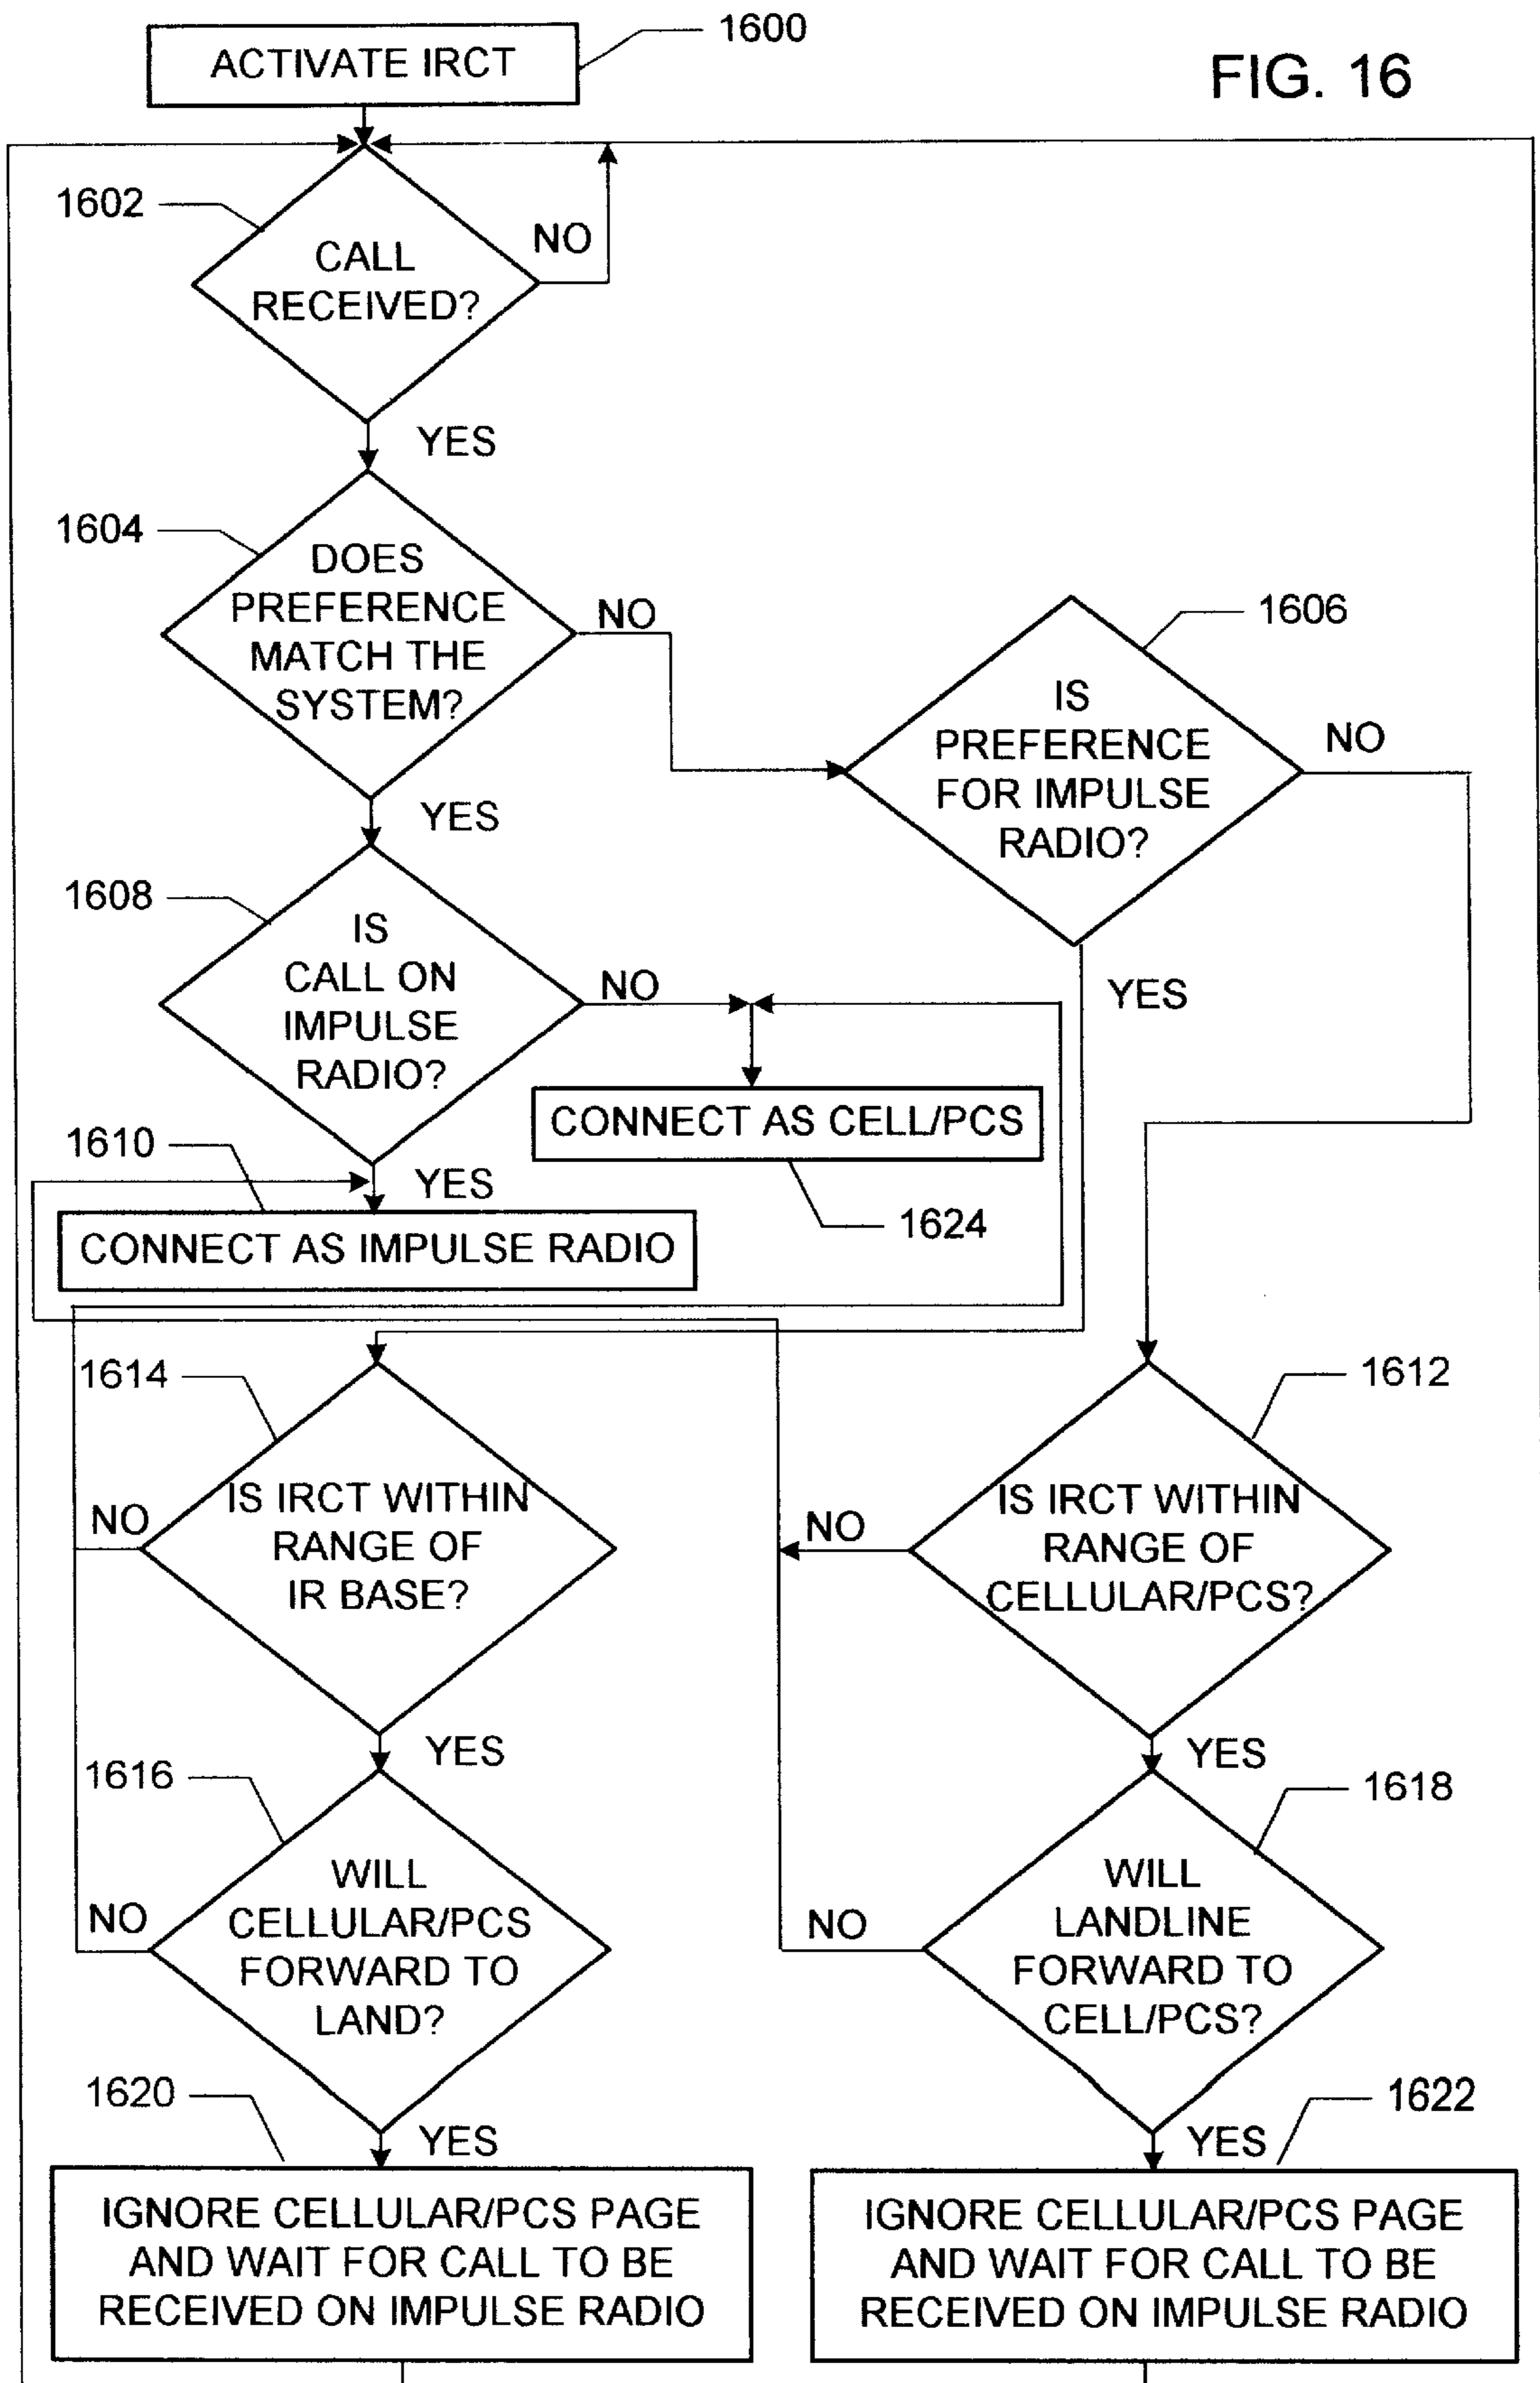 1600
ACTIVATE IRCT
FIG. 16
1602
NO
CALL
RECEIVED?
YES
1604
DOES
PREFERENCE
MATCH THE
SYSTEM?
NO
1606
IS
PREFERENCE
FOR IMPULSE
RADIO?
NO
YES
YES
1608
IS
CALL ON
IMPULSE
RADIO?
NO
CONNECT AS CELL/PCS
1624
1610
YES
CONNECT AS IMPULSE RADIO
1614
IS IRCT WITHIN
RANGE OF
IR BASE?
NO
YES
1612
IS IRCT WITHIN
RANGE OF
CELLULAR/PCS?
NO
YES
1616
WILL
CELLULAR/PCS
FORWARD TO
LAND?
NO
YES
1618
WILL
LANDLINE
FORWARD TO
CELL/PCS?
NO
YES
1620
IGNORE CELLULAR/PCS PAGE
AND WAIT FOR CALL TO BE
RECEIVED ON IMPULSE RADIO
1622
IGNORE CELLULAR/PCS PAGE
AND WAIT FOR CALL TO BE
RECEIVED ON IMPULSE RADIO